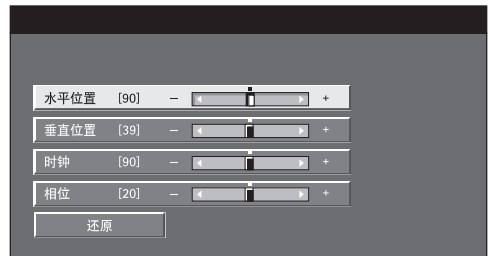 水平位置 [90] － +
垂直位置 [39] － +
时钟 [90] － +
相位 [20] － +
还原